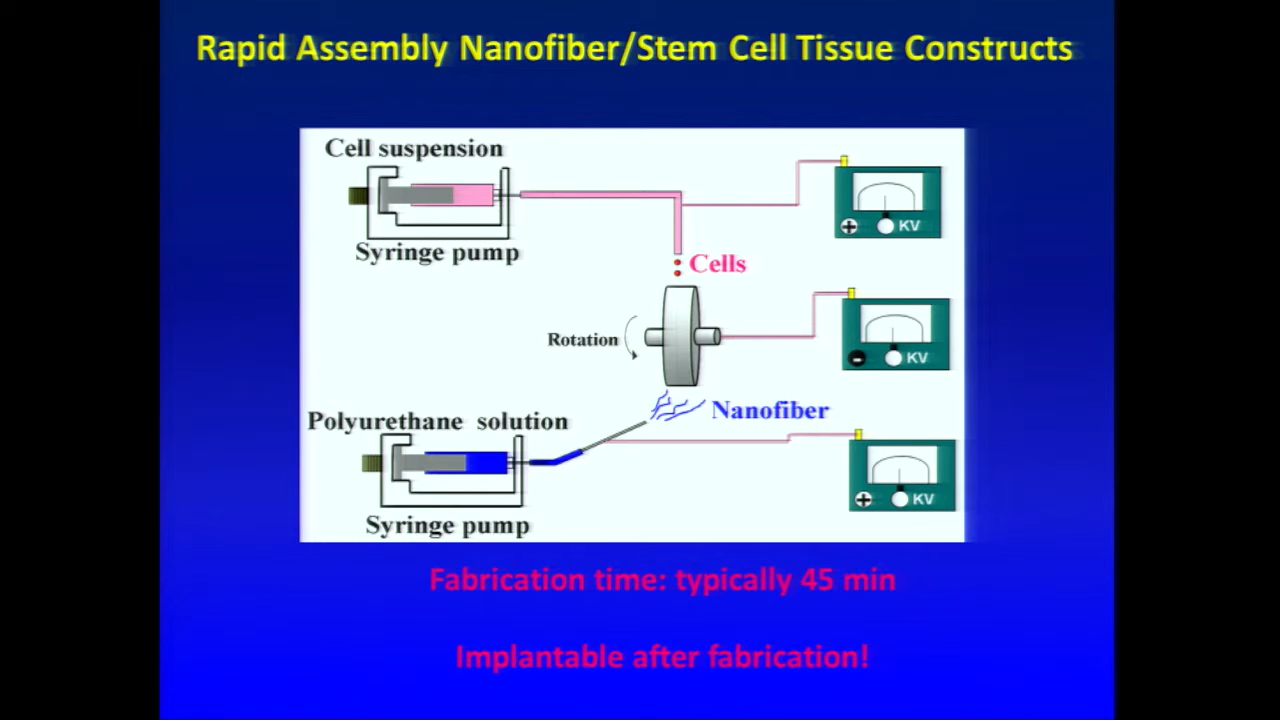 Rapid Assembly Nanofiber/Stem Cell Tissue Constructs
Cell suspension
Syringe pump
KV
Cells
Rotation
KV
Nanofiber
Polyurethane solution
Syringe pump
KV
Fabrication time: typically 45 min
Implantable after fabrication!